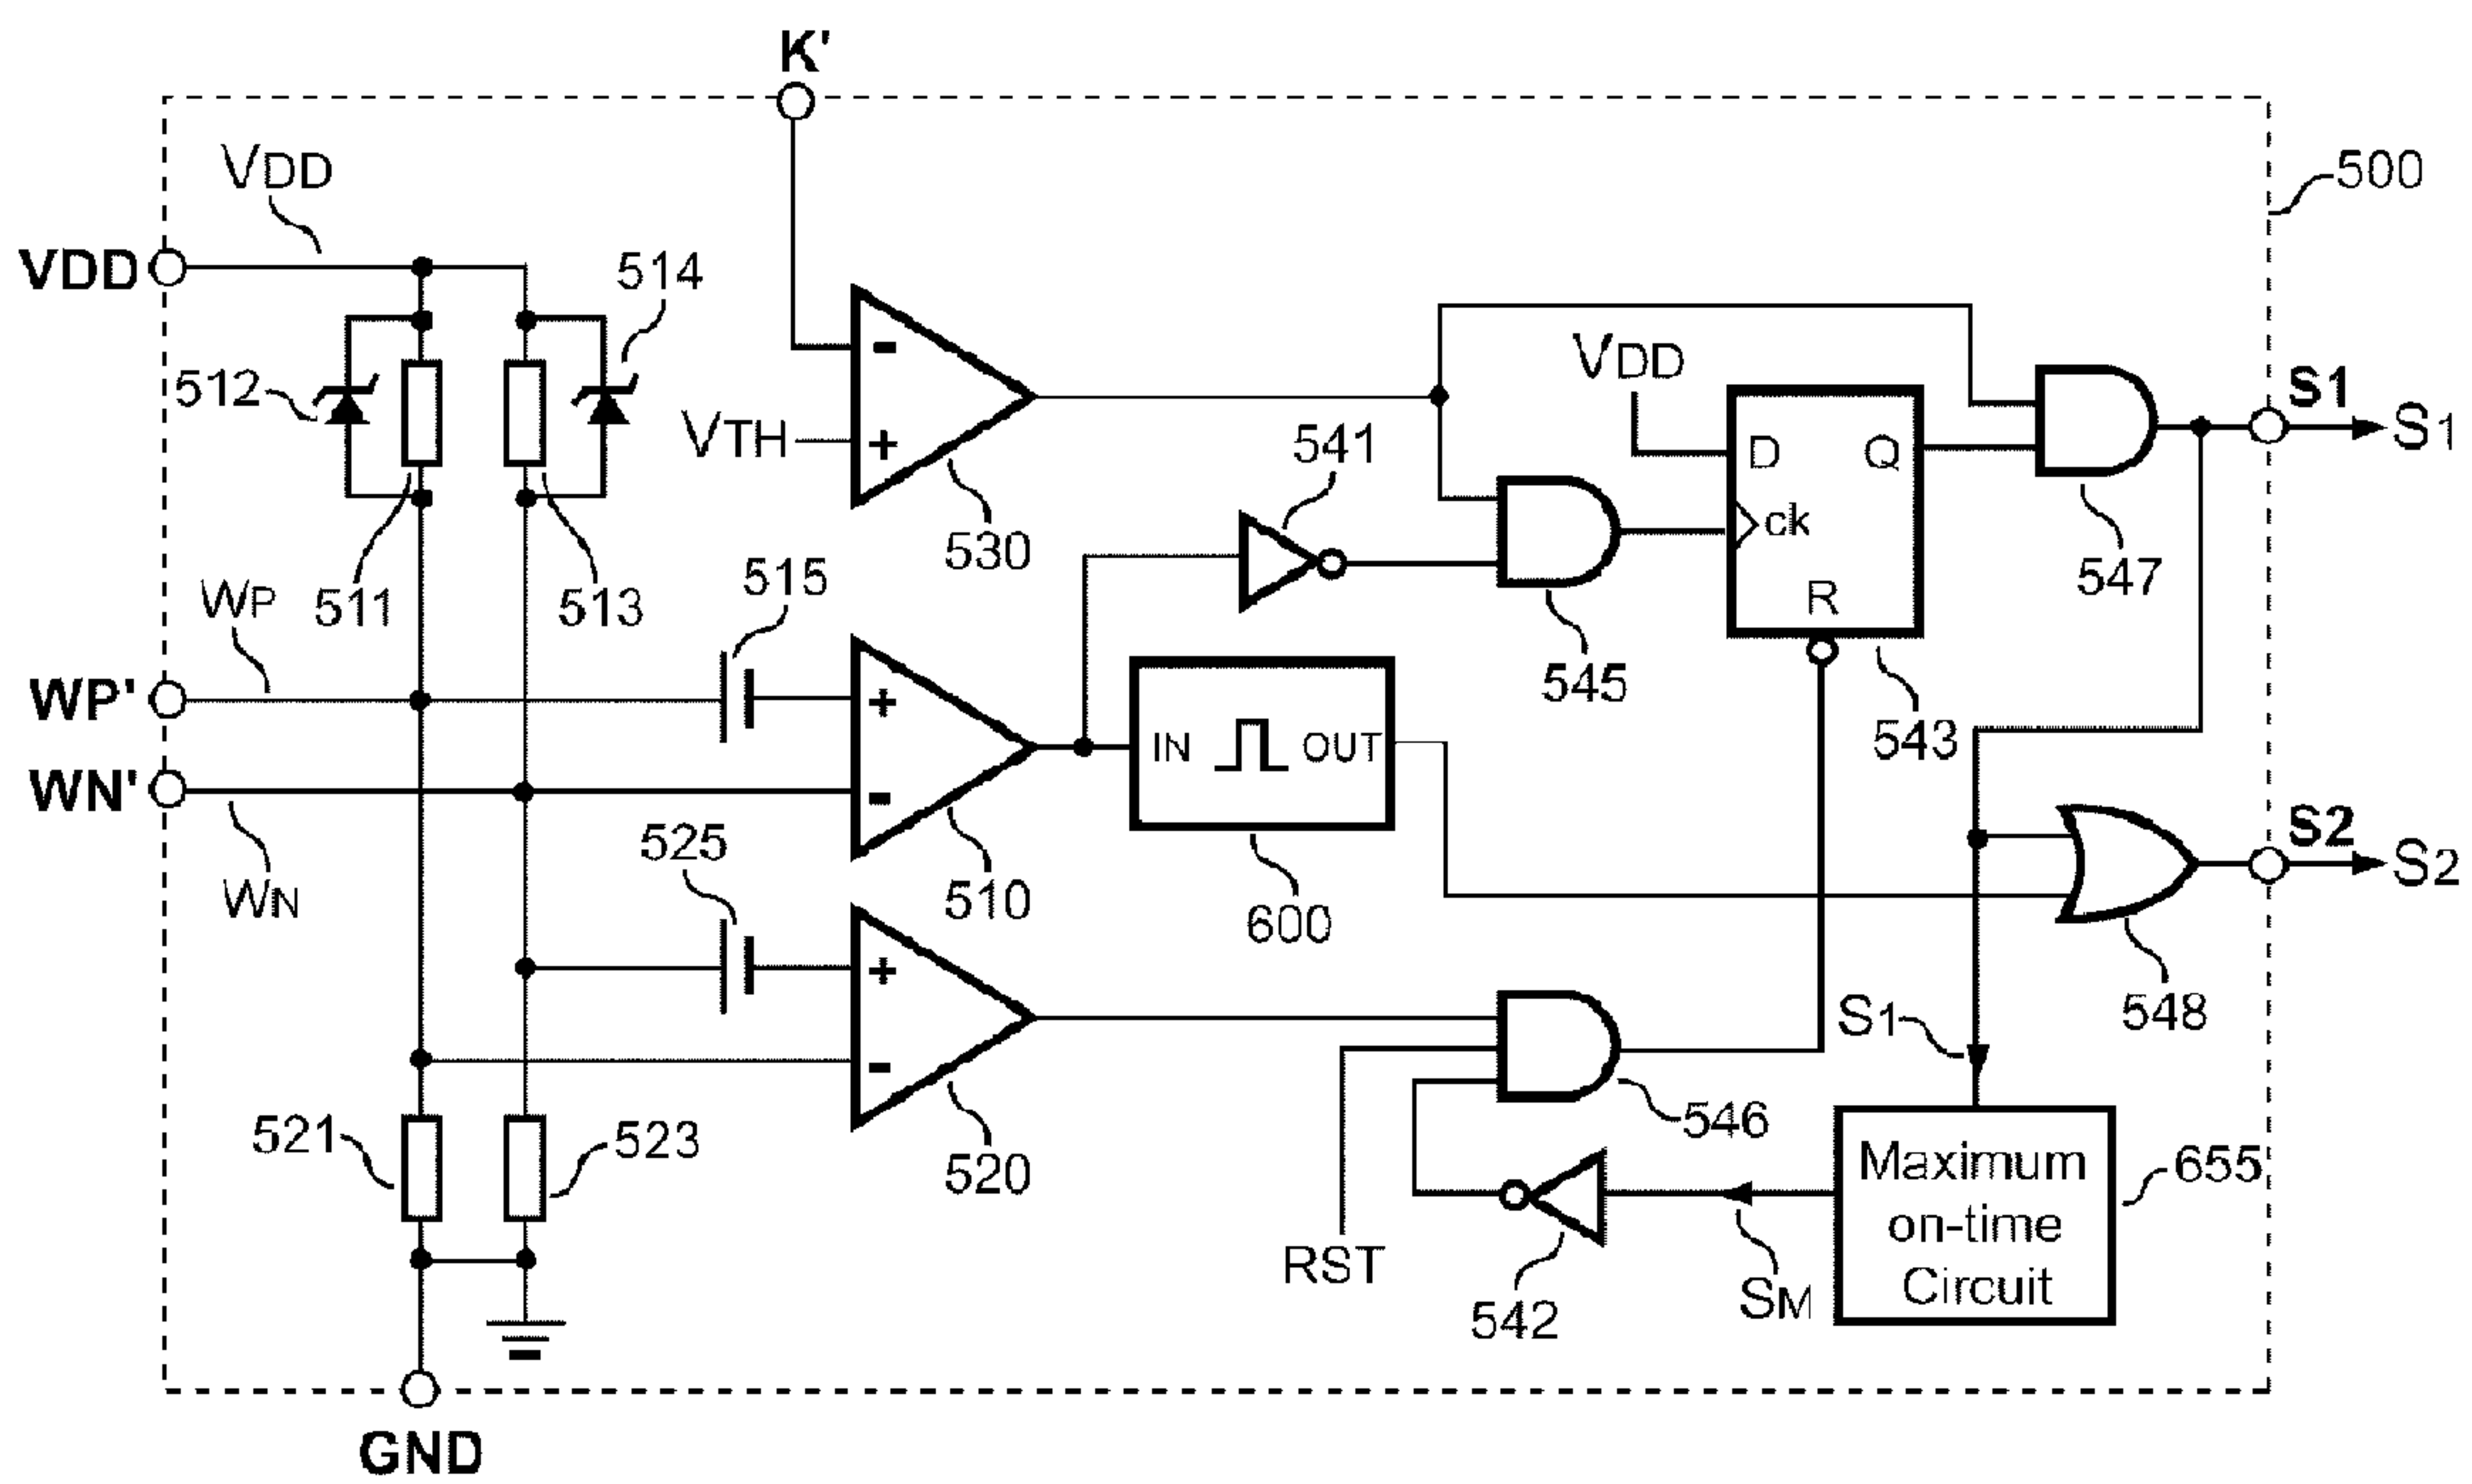 K'
VDD
500
VDD
514
512
VDD
S1
S1
-
VTH
+
541
D
Q
ck
R
530
547
WP
511
513
515
545
543
WP'
+
IN
OUT
WN'
-
S2
S2
525
510
600
WN
+
548
S1
-
546
521
523
520
Maximum
on-time
Circuit
655
RST
542
SM
GND